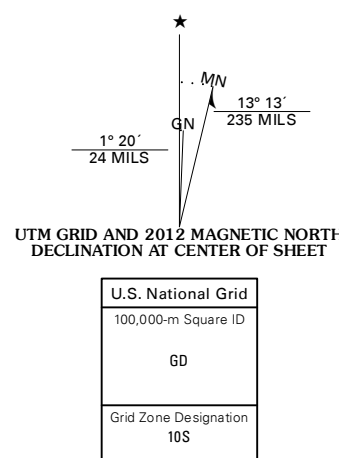 ★
MN
13° 13´
235 MILS
GN
1° 20´
24 MILS
UTM GRID AND 2012 MAGNETIC NORTH
DECLINATION AT CENTER OF SHEET
U.S. National Grid
100,000-m Square ID
GD
Grid Zone Designation
10S